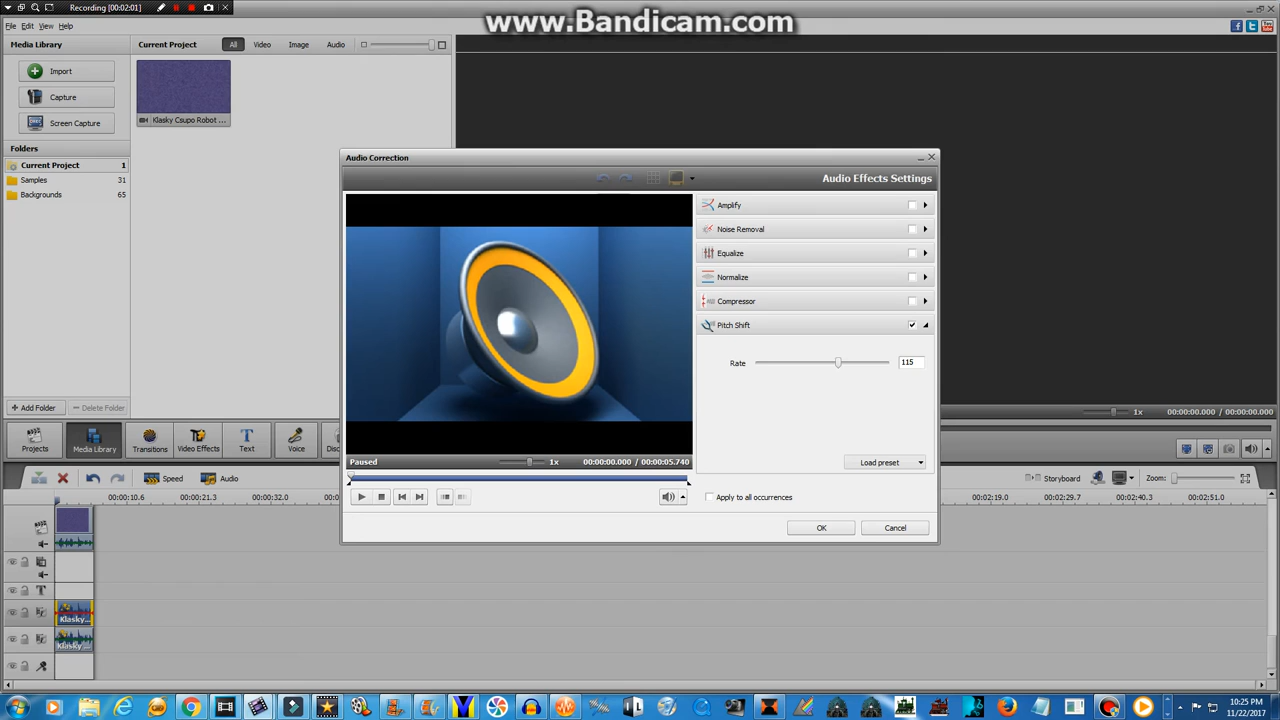 Recording [00:02:01]
www.Bandicam.com
File Edit View Help
Media Library
Current Project
All Video Image Audio
Import
Capture
Screen Capture
Klasky Csupo Robot ...
Folders
Current Project 1
Samples 31
Backgrounds 65
Add Folder
Delete Folder
Audio Correction
Audio Effects Settings
Amplify
Noise Removal
Equalize
Normalize
Compressor
Pitch Shift
Rate 115
Load preset
Paused 1x 00:00:00.000 / 00:00:05.740
Apply to all occurrences
OK Cancel
1x 00:00:00.000 / 00:00:00.000
Projects Media Library Transitions Video Effects Text Voice
Speed Audio
Storyboard Zoom:
00:00:10.6 00:00:21.3 00:00:32.0 00:02:19.0 00:02:29.7 00:02:40.3 00:02:51.0
T
Klasky...
Klasky ...
10:25 PM
11/22/2017